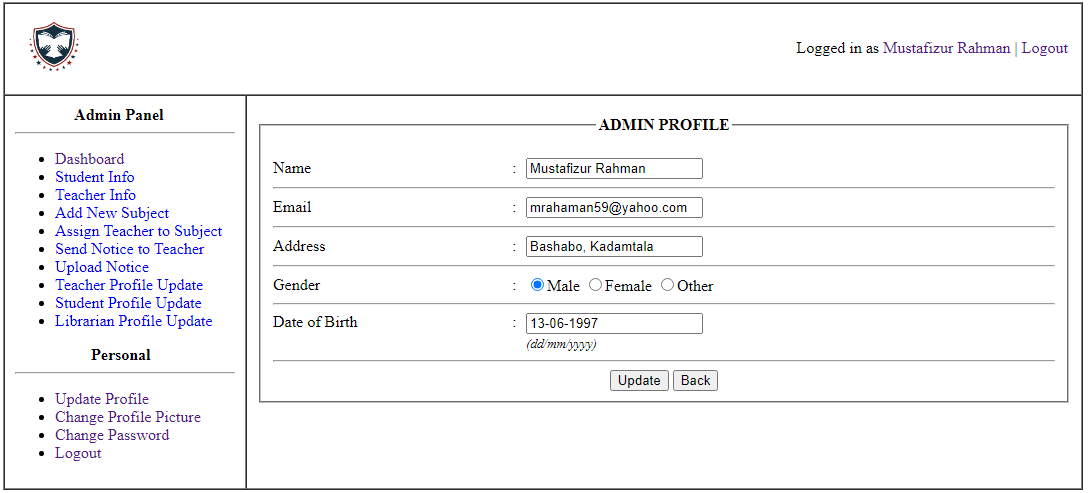 Logged in as Mustafizur Rahman | Logout
Admin Panel
Dashboard
Student Info
Teacher Info
Add New Subject
Assign Teacher to Subject
Send Notice to Teacher
Upload Notice
Teacher Profile Update
Student Profile Update
Librarian Profile Update
Personal
Update Profile
Change Profile Picture
Change Password
Logout
ADMIN PROFILE
Name : Mustafizur Rahman
Email : mrahaman59@yahoo.com
Address : Bashabo, Kadamtala
Gender : Male Female Other
Date of Birth : 13-06-1997
(dd/mm/yyyy)
Update Back